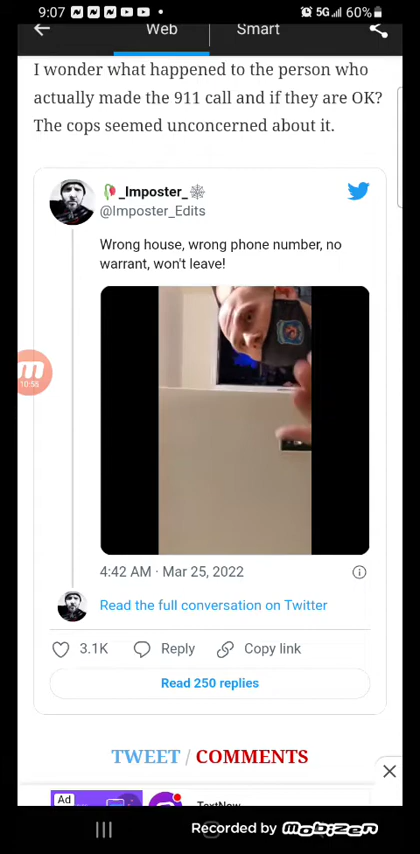 9:07 5G 60%
Web Smart
I wonder what happened to the person who
actually made the 911 call and if they are OK?
The cops seemed unconcerned about it.
_Imposter_
@Imposter_Edits
Wrong house, wrong phone number, no
warrant, won't leave!
10:55
4:42 AM · Mar 25, 2022
Read the full conversation on Twitter
3.1K Reply Copy link
Read 250 replies
TWEET / COMMENTS
Ad
TextNow
Recorded by MOBIZEN